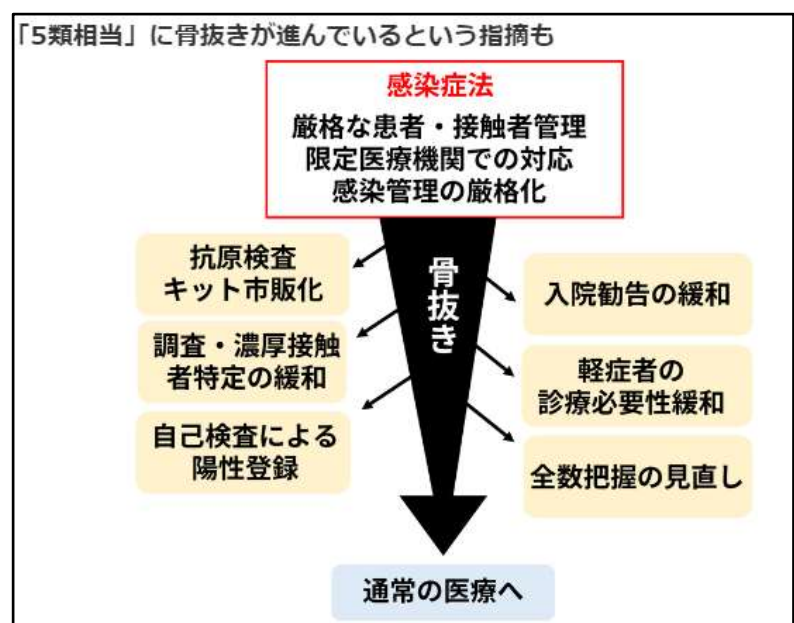 「5類相当」に骨抜きが進んでいるという指摘も
感染症法
厳格な患者・接触者管理
限定医療機関での対応
感染管理の厳格化
骨抜き
抗原検査
キット市販化
調査・濃厚接触
者特定の緩和
自己検査による
陽性登録
入院勧告の緩和
軽症者の
診療必要性緩和
全数把握の見直し
通常の医療へ